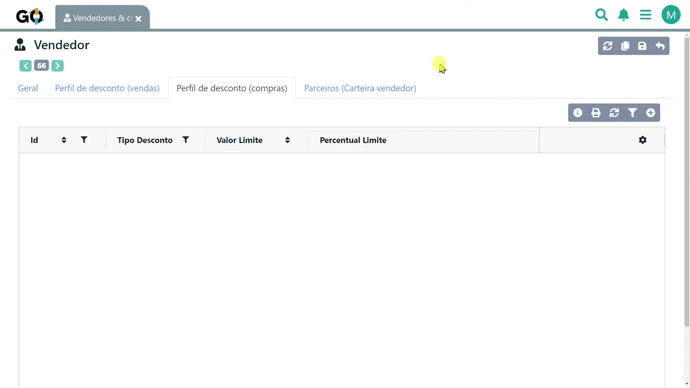 GO
Vendedores & c
M
Vendedor
66
Geral
Perfil de desconto (vendas)
Perfil de desconto (compras)
Parceiros (Carteira vendedor)
Id
Tipo Desconto
Valor Limite
Percentual Limite